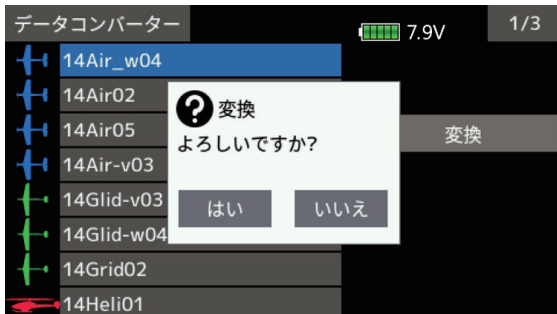 データコンバーター
7.9V
1/3
14Air_w04
14Air02
14Air05
14Air-v03
14Glid-v03
14Glid-w04
14Grid02
14Heli01
変換
変換
よろしいですか?
はい
いいえ